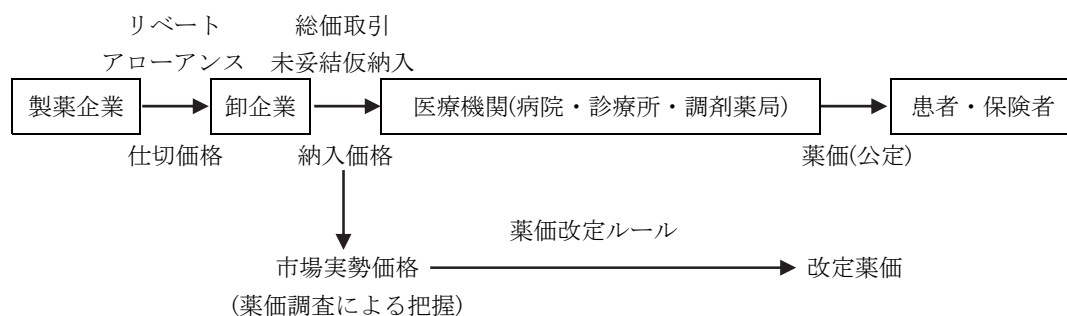 リベート 総価取引
アローアンス 未妥結仮納入
製薬企業 卸企業 医療機関(病院・診療所・調剤薬局) 患者・保険者
仕切価格 納入価格 薬価(公定)
薬価改定ルール
市場実勢価格 改定薬価
(薬価調査による把握)